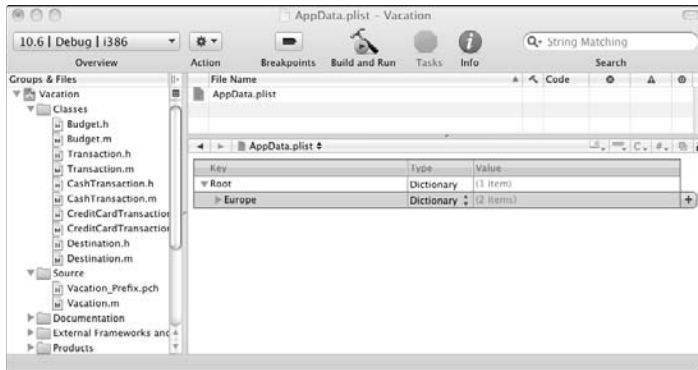 AppData.plist – Vacation
10.6 | Debug | i386
String Matching
Overview
Action
Breakpoints
Build and Run
Tasks
Info
Search
Groups & Files
File Name
Code
Vacation
AppData.plist
Classes
Budget.h
Budget.m
Transaction.h
Transaction.m
CashTransaction.h
CashTransaction.m
CreditCardTransaction
CreditCardTransaction
Destination.h
Destination.m
Source
Vacation_Prefix.pch
Vacation.m
Documentation
External Frameworks and
Products
AppData.plist
C
#
Key
Type
Value
Root
Dictionary
(1 item)
Europe
Dictionary
(2 items)